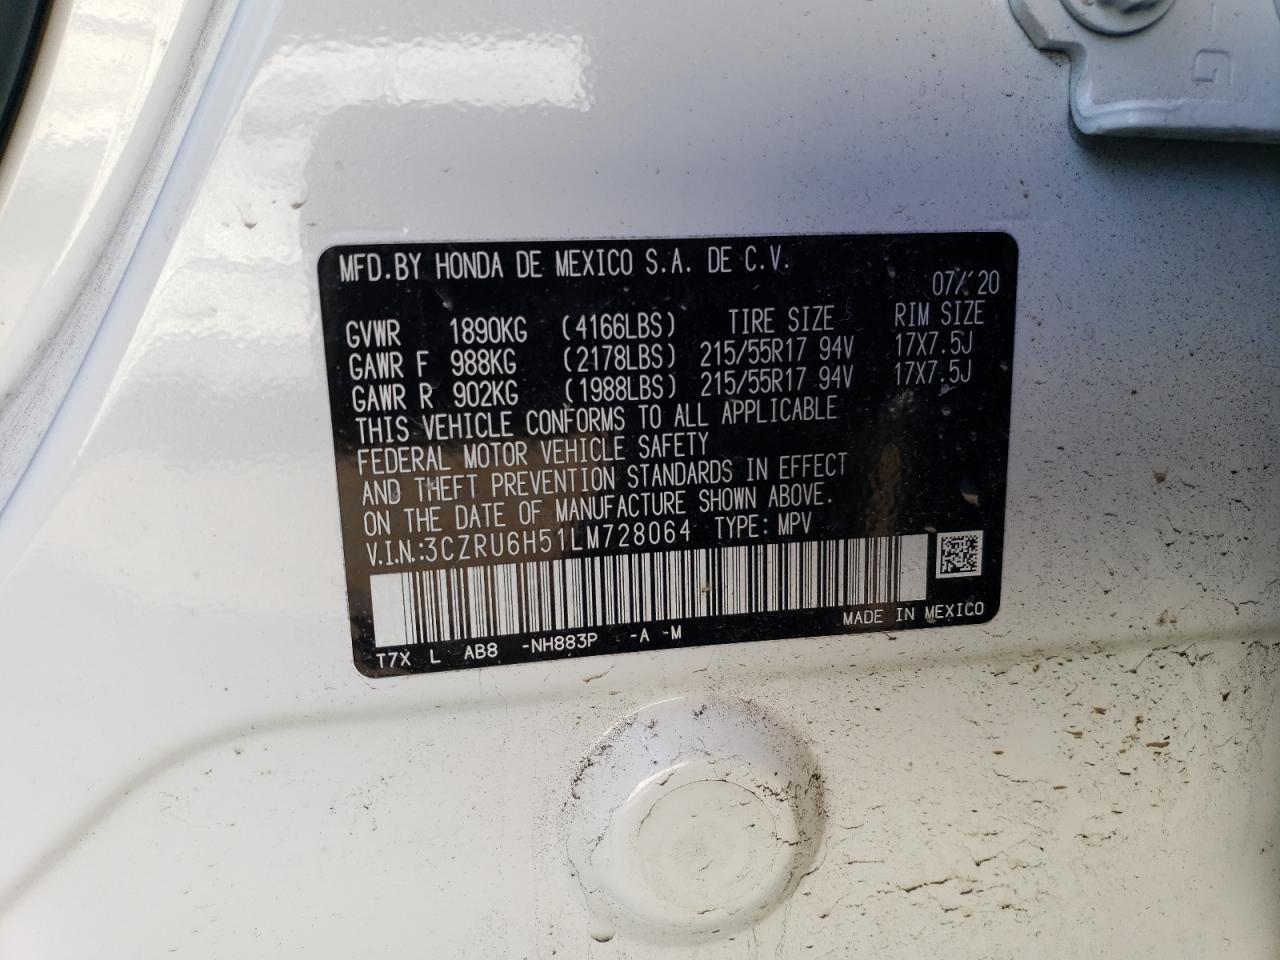 MFD.BY HONDA DE MEXICO S.A. DE C.V.
07/'20
GVWR 1890KG (4166LBS) TIRE SIZE RIM SIZE
GAWR F 988KG (2178LBS) 215/55R17 94V 17X7.5J
GAWR R 902KG (1988LBS) 215/55R17 94V 17X7.5J
THIS VEHICLE CONFORMS TO ALL APPLICABLE
FEDERAL MOTOR VEHICLE SAFETY
AND THEFT PREVENTION STANDARDS IN EFFECT
ON THE DATE OF MANUFACTURE SHOWN ABOVE.
V.I.N.:3CZRU6H51LM728064 TYPE: MPV
MADE IN MEXICO
T7X L AB8 -NH883P -A -M
G